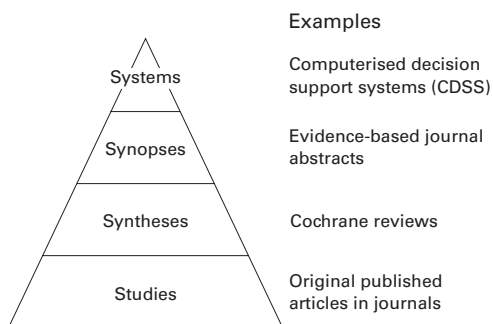 Examples
Systems
Computerised decision
support systems (CDSS)
Synopses
Evidence-based journal
abstracts
Syntheses
Cochrane reviews
Studies
Original published
articles in journals